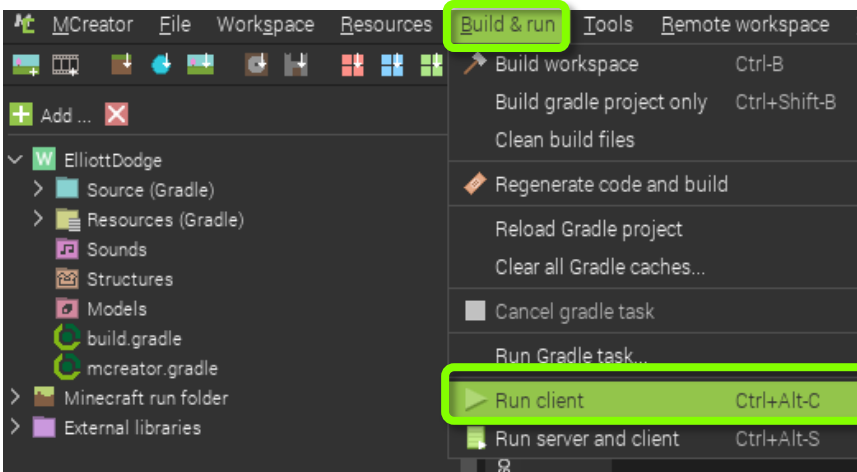 MCreator File Workspace Resources Build & run Tools Remote workspace
Build workspace Ctrl-B
Add ...
Build gradle project only Ctrl+Shift-B
Clean build files
ElliottDodge
Source (Gradle)
Regenerate code and build
Resources (Gradle)
Reload Gradle project
Sounds
Clear all Gradle caches...
Structures
Models
Cancel gradle task
build.gradle
Run Gradle task...
mcreator.gradle
Minecraft run folder
Run client Ctrl+Alt-C
External libraries
Run server and client Ctrl+Alt-S